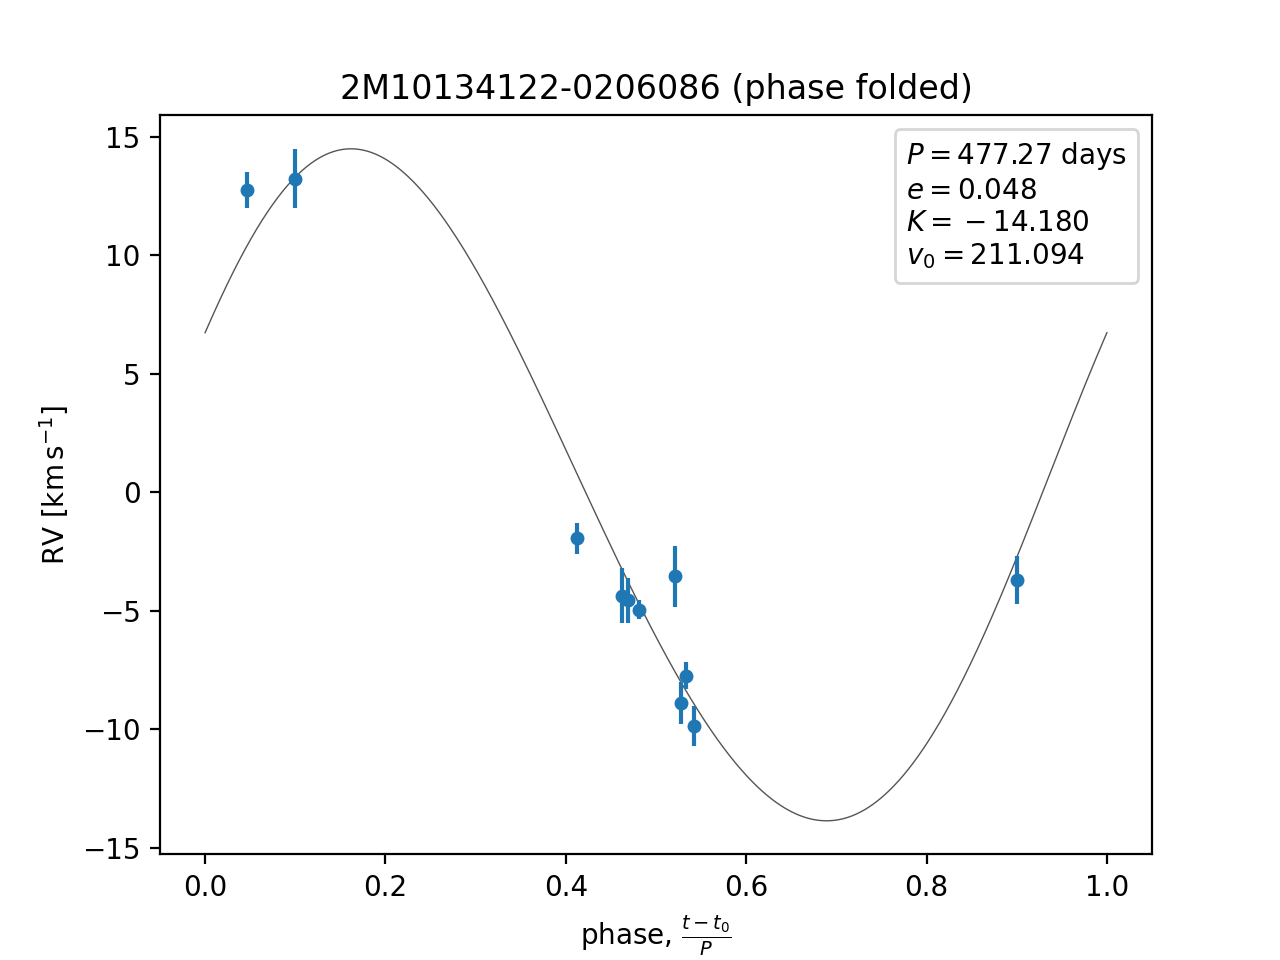 2M10134122-0206086 (phase folded)
P = 477.27 days
e = 0.048
K = −14.180
v₀ = 211.094
15
10
5
0
−5
−10
−15
RV [km s⁻¹]
0.0 0.2 0.4 0.6 0.8 1.0
phase, (t − t₀)/P